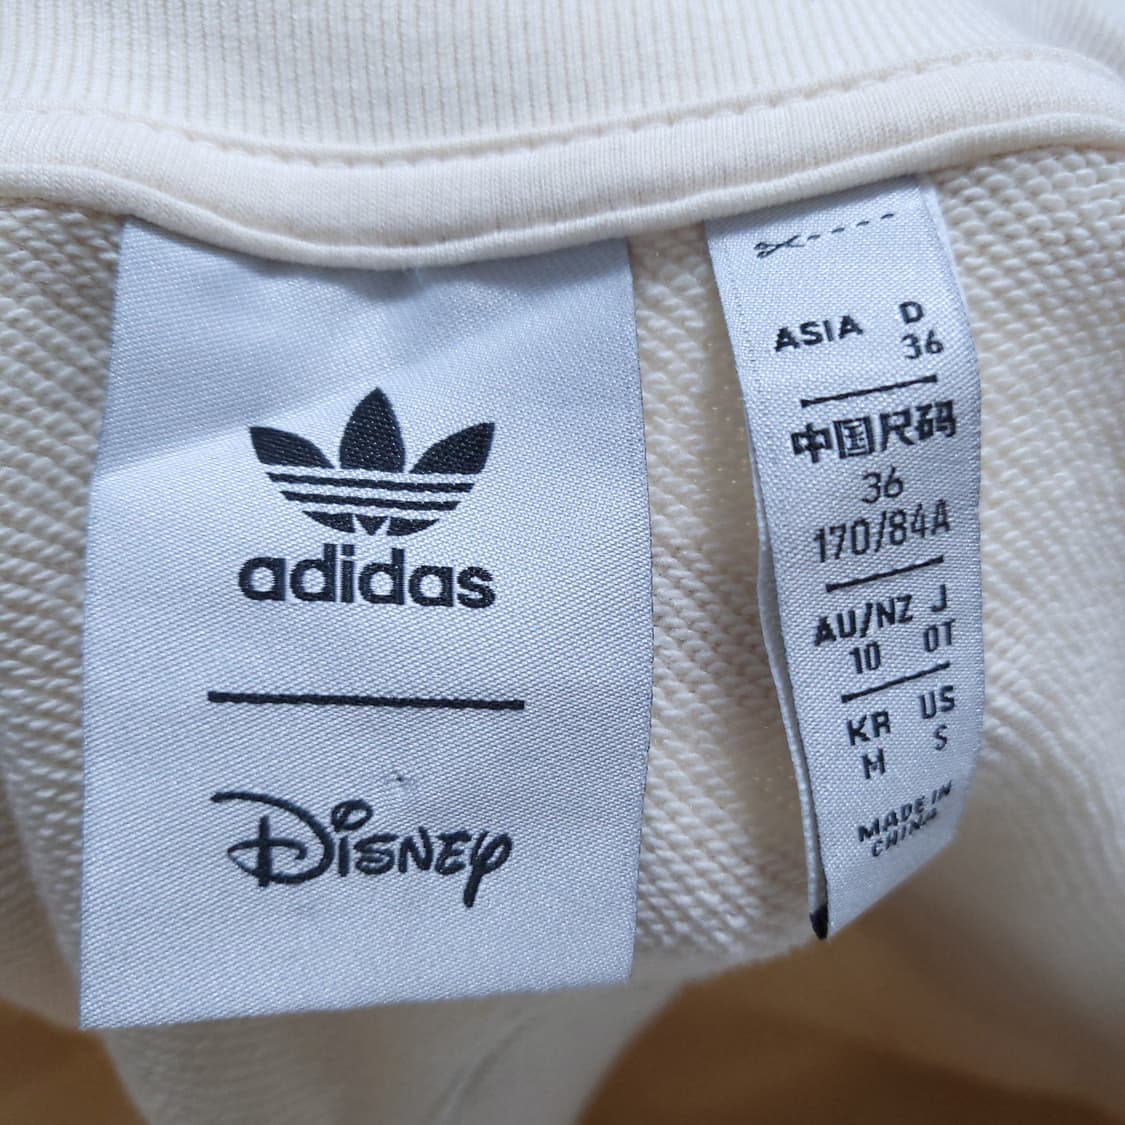 adidas
Disney
ASIA D
36
中国尺码
36
170/84A
AU/NZ J
10 OT
KR US
M S
MADE IN
CHINA